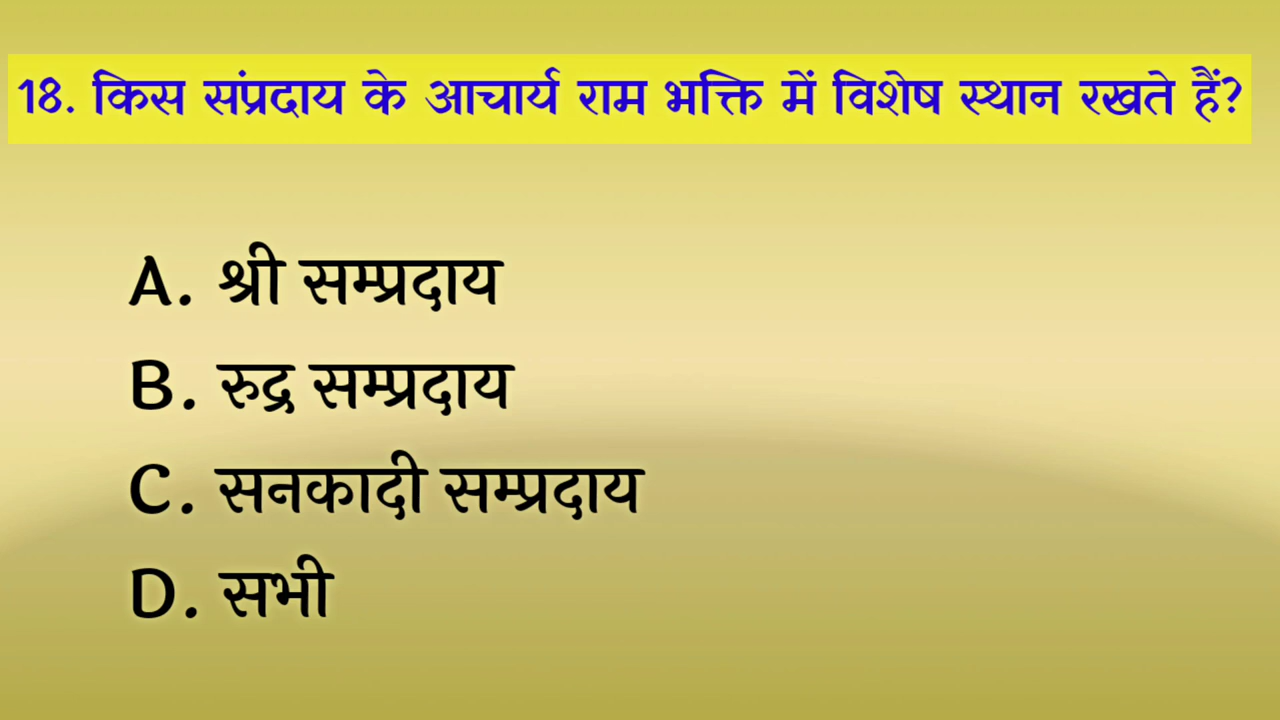 18. किस संप्रदाय के आचार्य राम भक्ति में विशेष स्थान रखते हैं?
A. श्री सम्प्रदाय
B. रुद्र सम्प्रदाय
C. सनकादी सम्प्रदाय
D. सभी